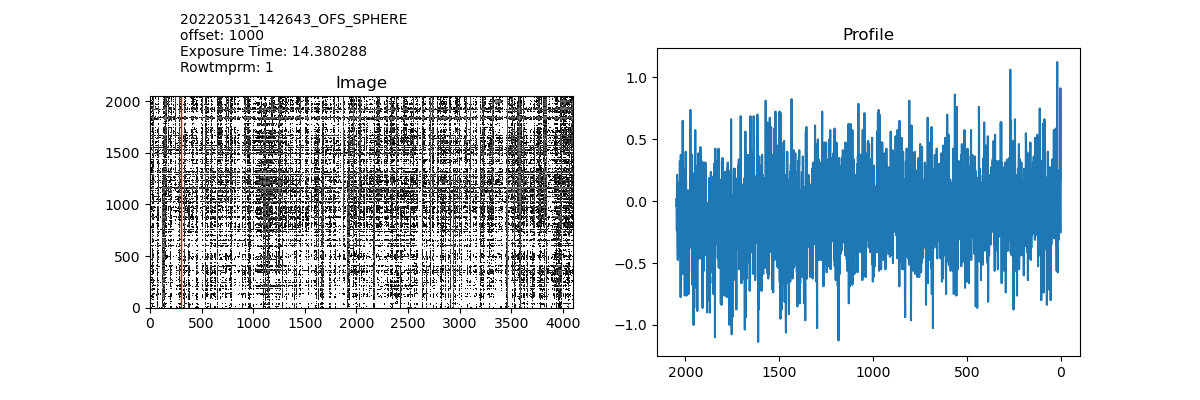 20220531_142643_OFS_SPHERE
offset: 1000
Exposure Time: 14.380288
Rowtmprm: 1
Image
2000
1500
1000
500
0
0 500 1000 1500 2000 2500 3000 3500 4000
Profile
1.0
0.5
0.0
−0.5
−1.0
2000 1500 1000 500 0